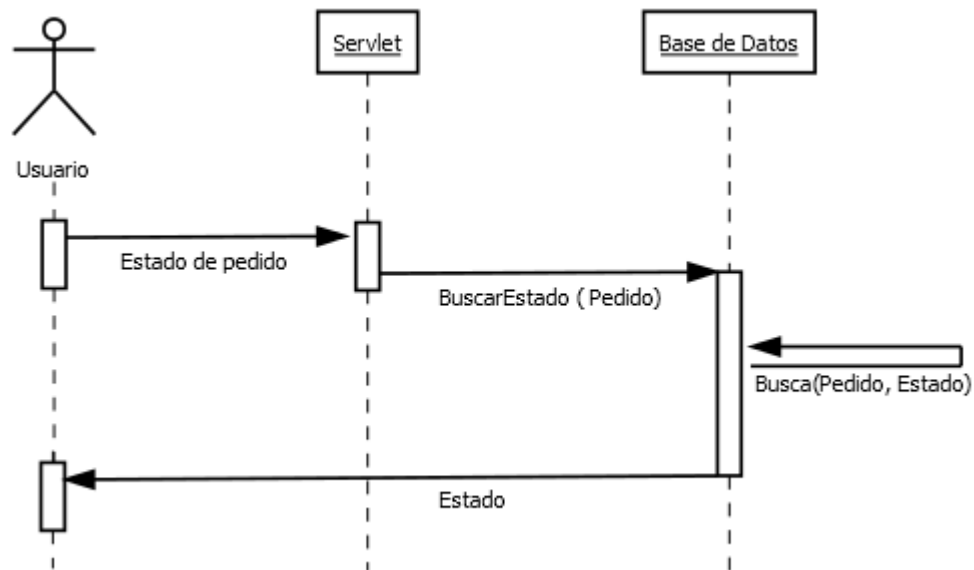 Servlet
Base de Datos
Usuario
Estado de pedido
BuscarEstado ( Pedido)
Busca(Pedido, Estado)
Estado